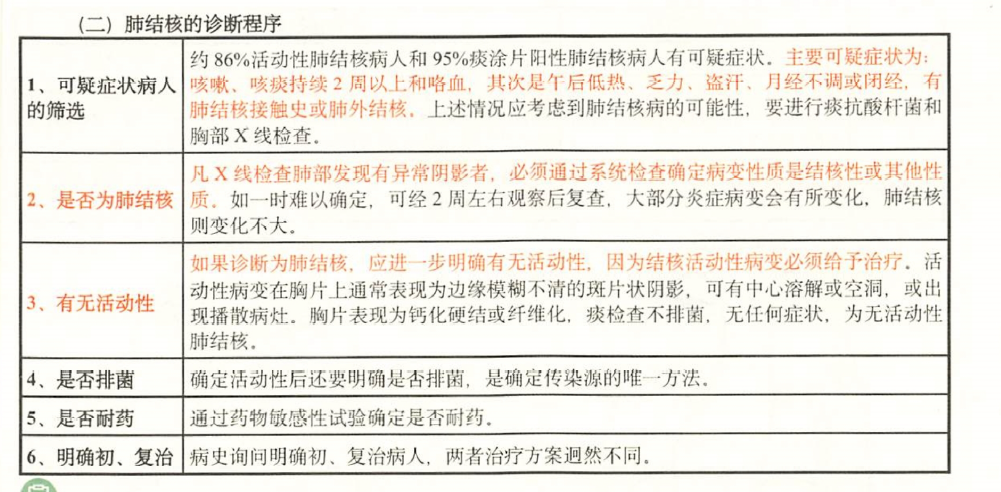 （二）肺结核的诊断程序
1、可疑症状病人的筛选
约 86%活动性肺结核病人和 95%痰涂片阳性肺结核病人有可疑症状。主要可疑症状为：
咳嗽、咳痰持续 2 周以上和咯血，其次是午后低热、乏力、盗汗、月经不调或闭经，有
肺结核接触史或肺外结核。上述情况应考虑到肺结核病的可能性，要进行痰抗酸杆菌和
胸部 X 线检查。
2、是否为肺结核
凡 X 线检查肺部发现有异常阴影者，必须通过系统检查确定病变性质是结核性或其他性
质。如一时难以确定，可经 2 周左右观察后复查，大部分炎症病变会有所变化，肺结核
则变化不大。
3、有无活动性
如果诊断为肺结核，应进一步明确有无活动性，因为结核活动性病变必须给予治疗。活
动性病变在胸片上通常表现为边缘模糊不清的斑片状阴影，可有中心溶解或空洞，或出
现播散病灶。胸片表现为钙化硬结或纤维化，痰检查不排菌，无任何症状，为无活动性
肺结核。
4、是否排菌
确定活动性后还要明确是否排菌，是确定传染源的唯一方法。
5、是否耐药
通过药物敏感性试验确定是否耐药。
6、明确初、复治
病史询问明确初、复治病人，两者治疗方案迥然不同。